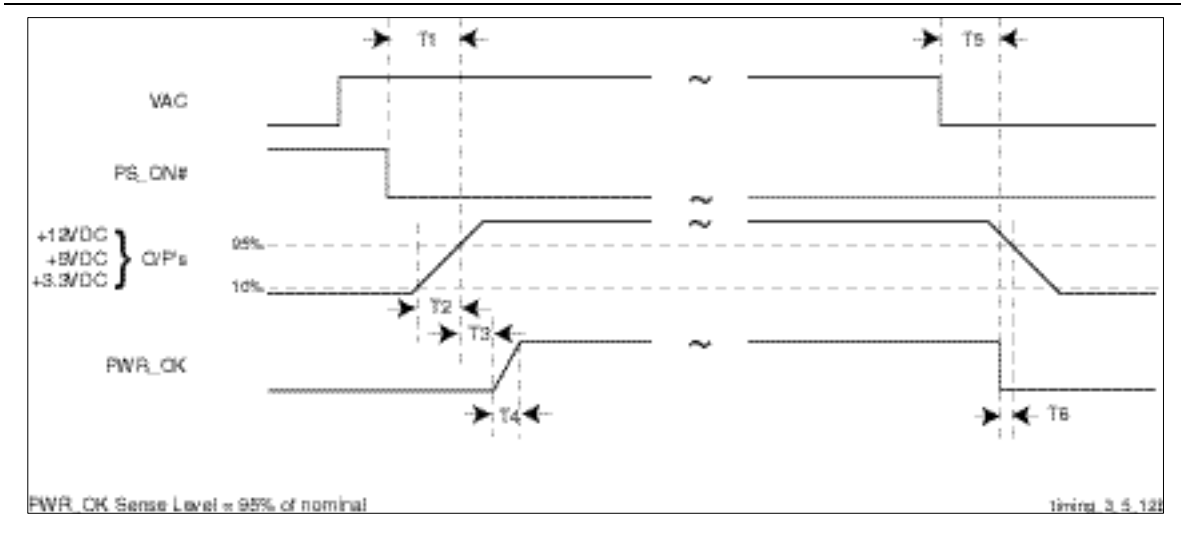 T1 T5
VAC
PS_ON#
+12VDC
+5VDC
+3.3VDC
} O/P's
95%
10%
T2
T3
PWR_OK
T4 T6
~
~
~
~
PWR_OK Sense Level = 95% of nominal
timing_3_5_12b